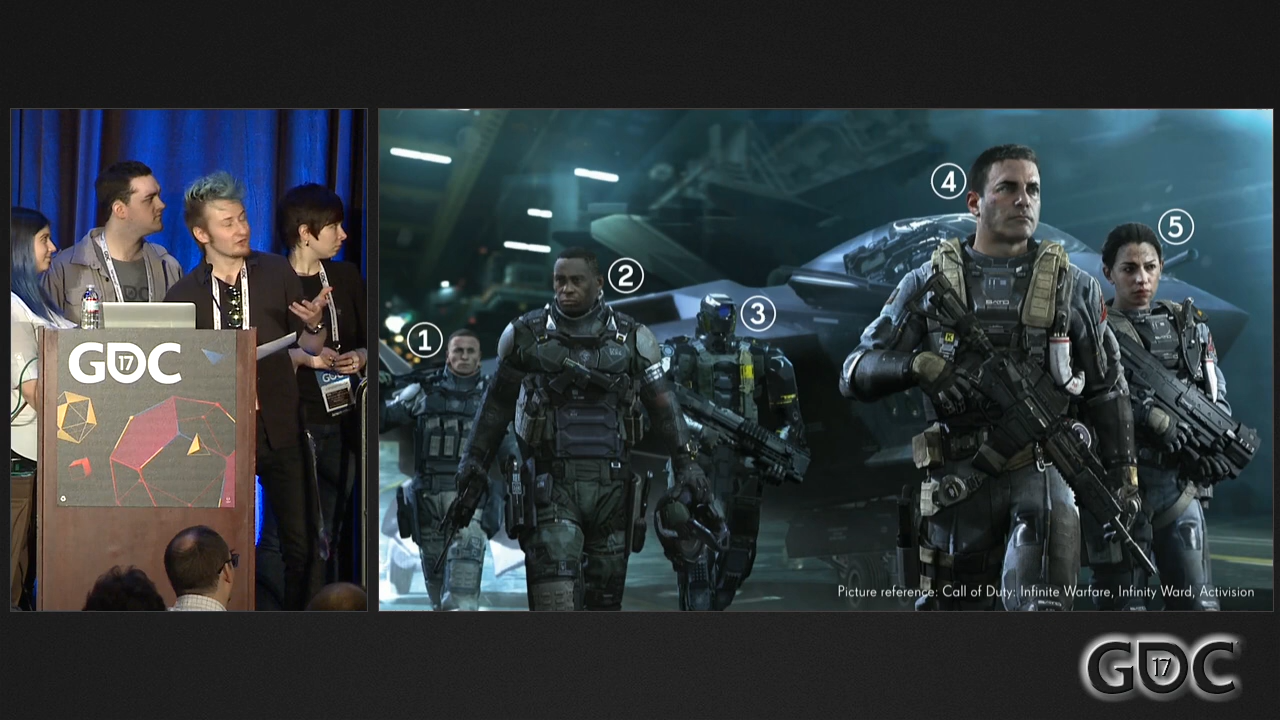 GDC
17
1
2
3
4
5
SATO
Picture reference: Call of Duty: Infinite Warfare, Infinity Ward, Activision
GDC
17